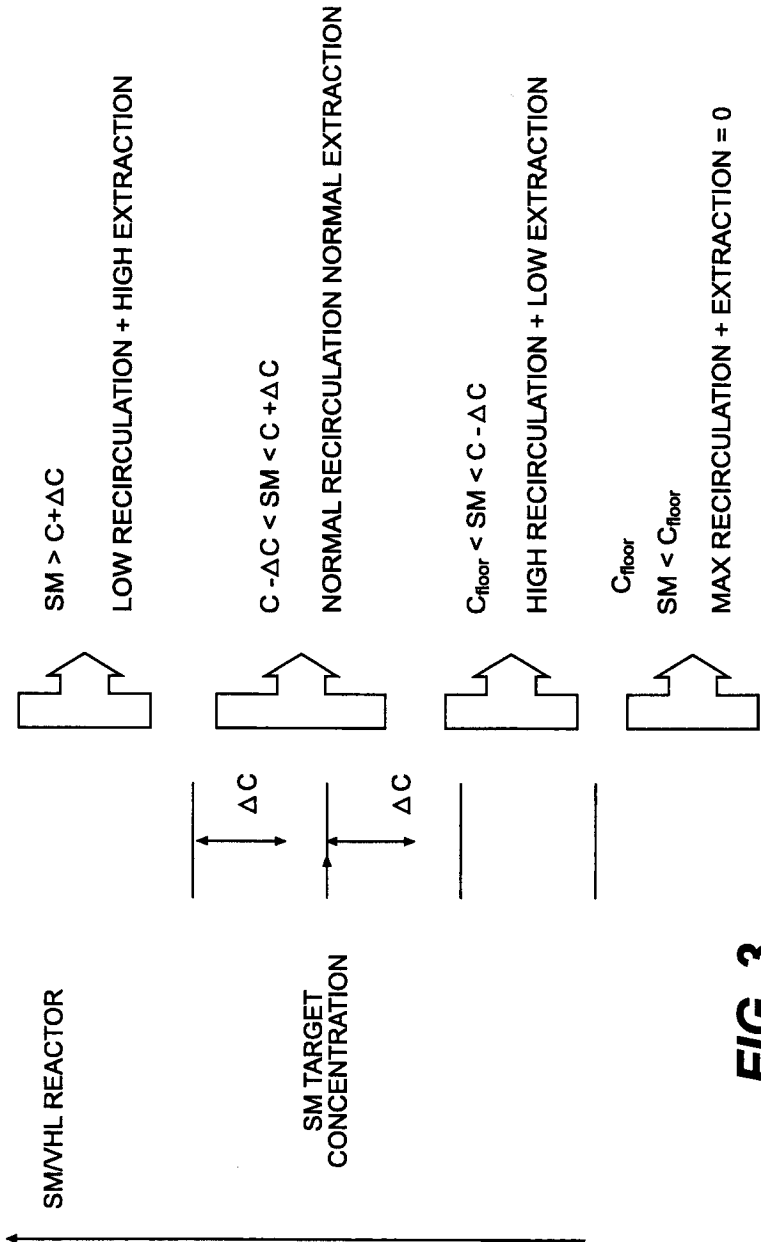 SM/VHL REACTOR
SM TARGET
CONCENTRATION
ΔC
ΔC
SM > C+ΔC
LOW RECIRCULATION + HIGH EXTRACTION
C -ΔC < SM < C +ΔC
NORMAL RECIRCULATION NORMAL EXTRACTION
Cfloor < SM < C -ΔC
HIGH RECIRCULATION + LOW EXTRACTION
Cfloor
SM < Cfloor
MAX RECIRCULATION + EXTRACTION = 0
FIG. 3